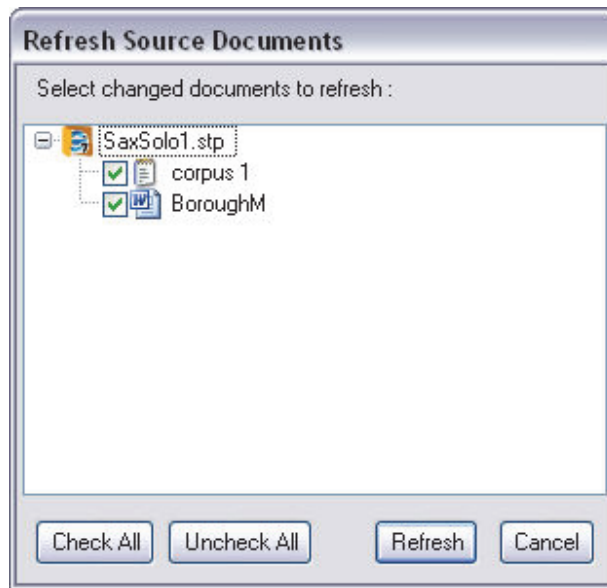 Refresh Source Documents
Select changed documents to refresh :
SaxSolo1.stp
corpus 1
BoroughM
Check All Uncheck All Refresh Cancel